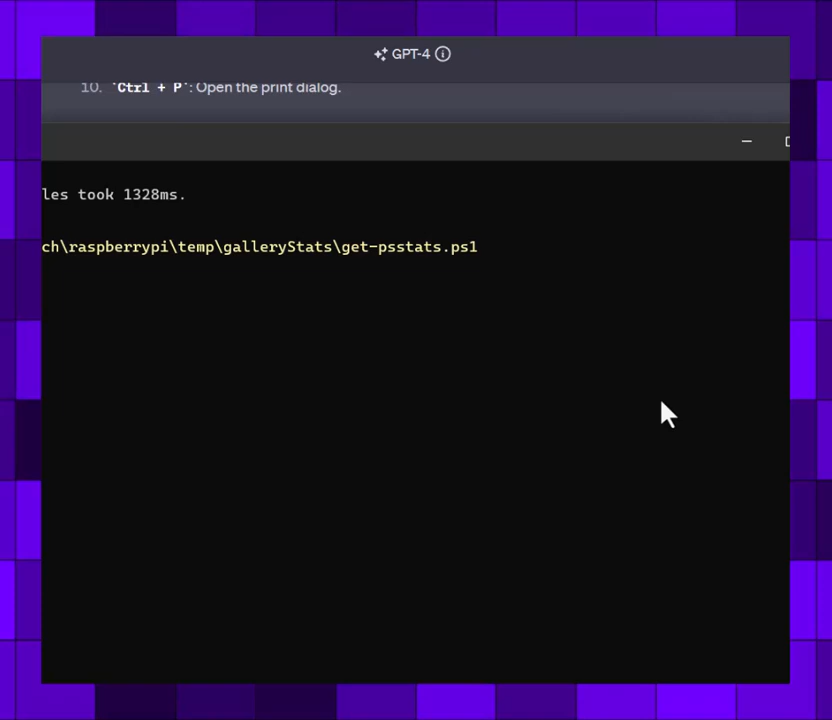 GPT-4
10. `Ctrl + P`: Open the print dialog.
les took 1328ms.
ch\raspberrypi\temp\galleryStats\get-psstats.ps1